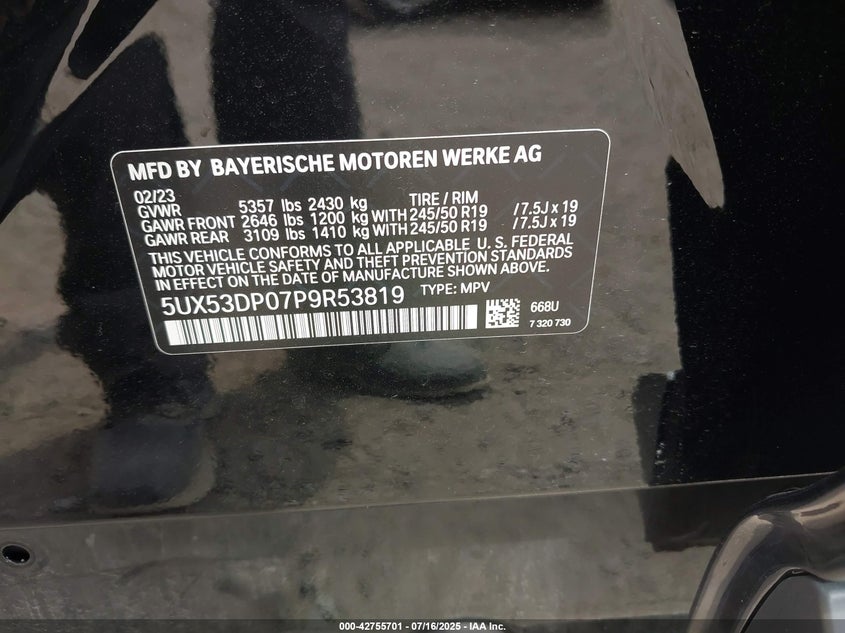 MFD BY BAYERISCHE MOTOREN WERKE AG
02/23 TIRE / RIM
GVWR 5357 lbs 2430 kg
GAWR FRONT 2646 lbs 1200 kg WITH 245/50 R19 / 7.5J x 19
GAWR REAR 3109 lbs 1410 kg WITH 245/50 R19 / 7.5J x 19
THIS VEHICLE CONFORMS TO ALL APPLICABLE U. S. FEDERAL
MOTOR VEHICLE SAFETY AND THEFT PREVENTION STANDARDS
IN EFFECT ON THE DATE OF MANUFACTURE SHOWN ABOVE.
5UX53DP07P9R53819 TYPE: MPV
668U
7 320 730
000-42755701 - 07/16/2025 - IAA Inc.